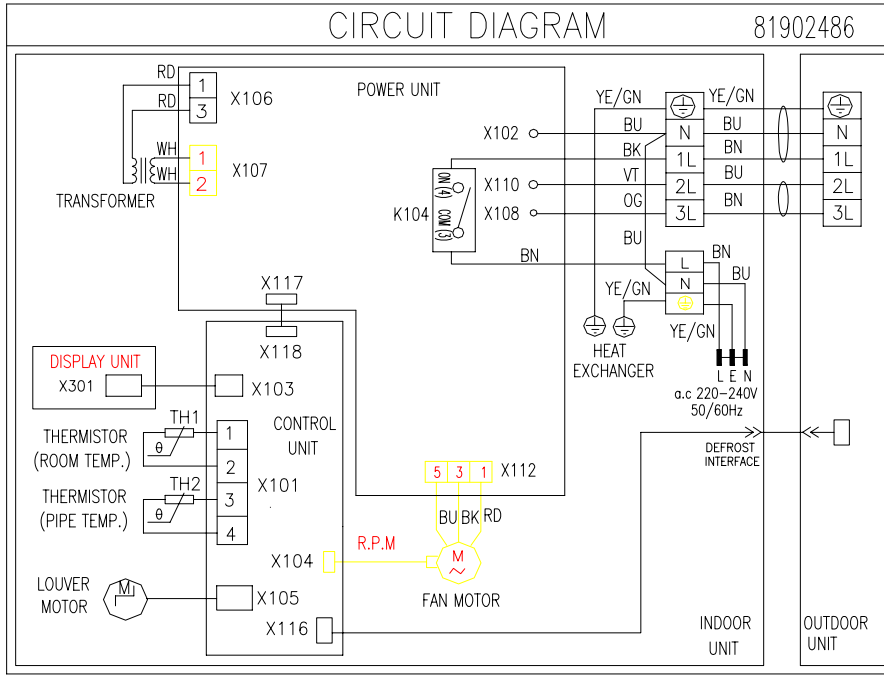 CIRCUIT DIAGRAM 81902486
RD
1
RD
3
X106
POWER UNIT
WH
1
WH
2
X107
TRANSFORMER
X102
X110
X108
K104
ON (4)
COM (3)
YE/GN
YE/GN
BU
N
BU
N
BK
1L
BN
1L
VT
2L
BU
2L
OG
3L
BN
3L
BU
BN
L
BN
N
BU
YE/GN
YE/GN
HEAT
EXCHANGER
L E N
a.c 220-240V
50/60Hz
X117
X118
DISPLAY UNIT
X301
X103
TH1
THERMISTOR
(ROOM TEMP.)
θ
1
2
CONTROL
UNIT
TH2
THERMISTOR
(PIPE TEMP.)
θ
3
4
X101
5 3 1 X112
BU BK RD
R.P.M
X104
M
~
FAN MOTOR
LOUVER
MOTOR
M
X105
X116
DEFROST
INTERFACE
INDOOR
UNIT
OUTDOOR
UNIT